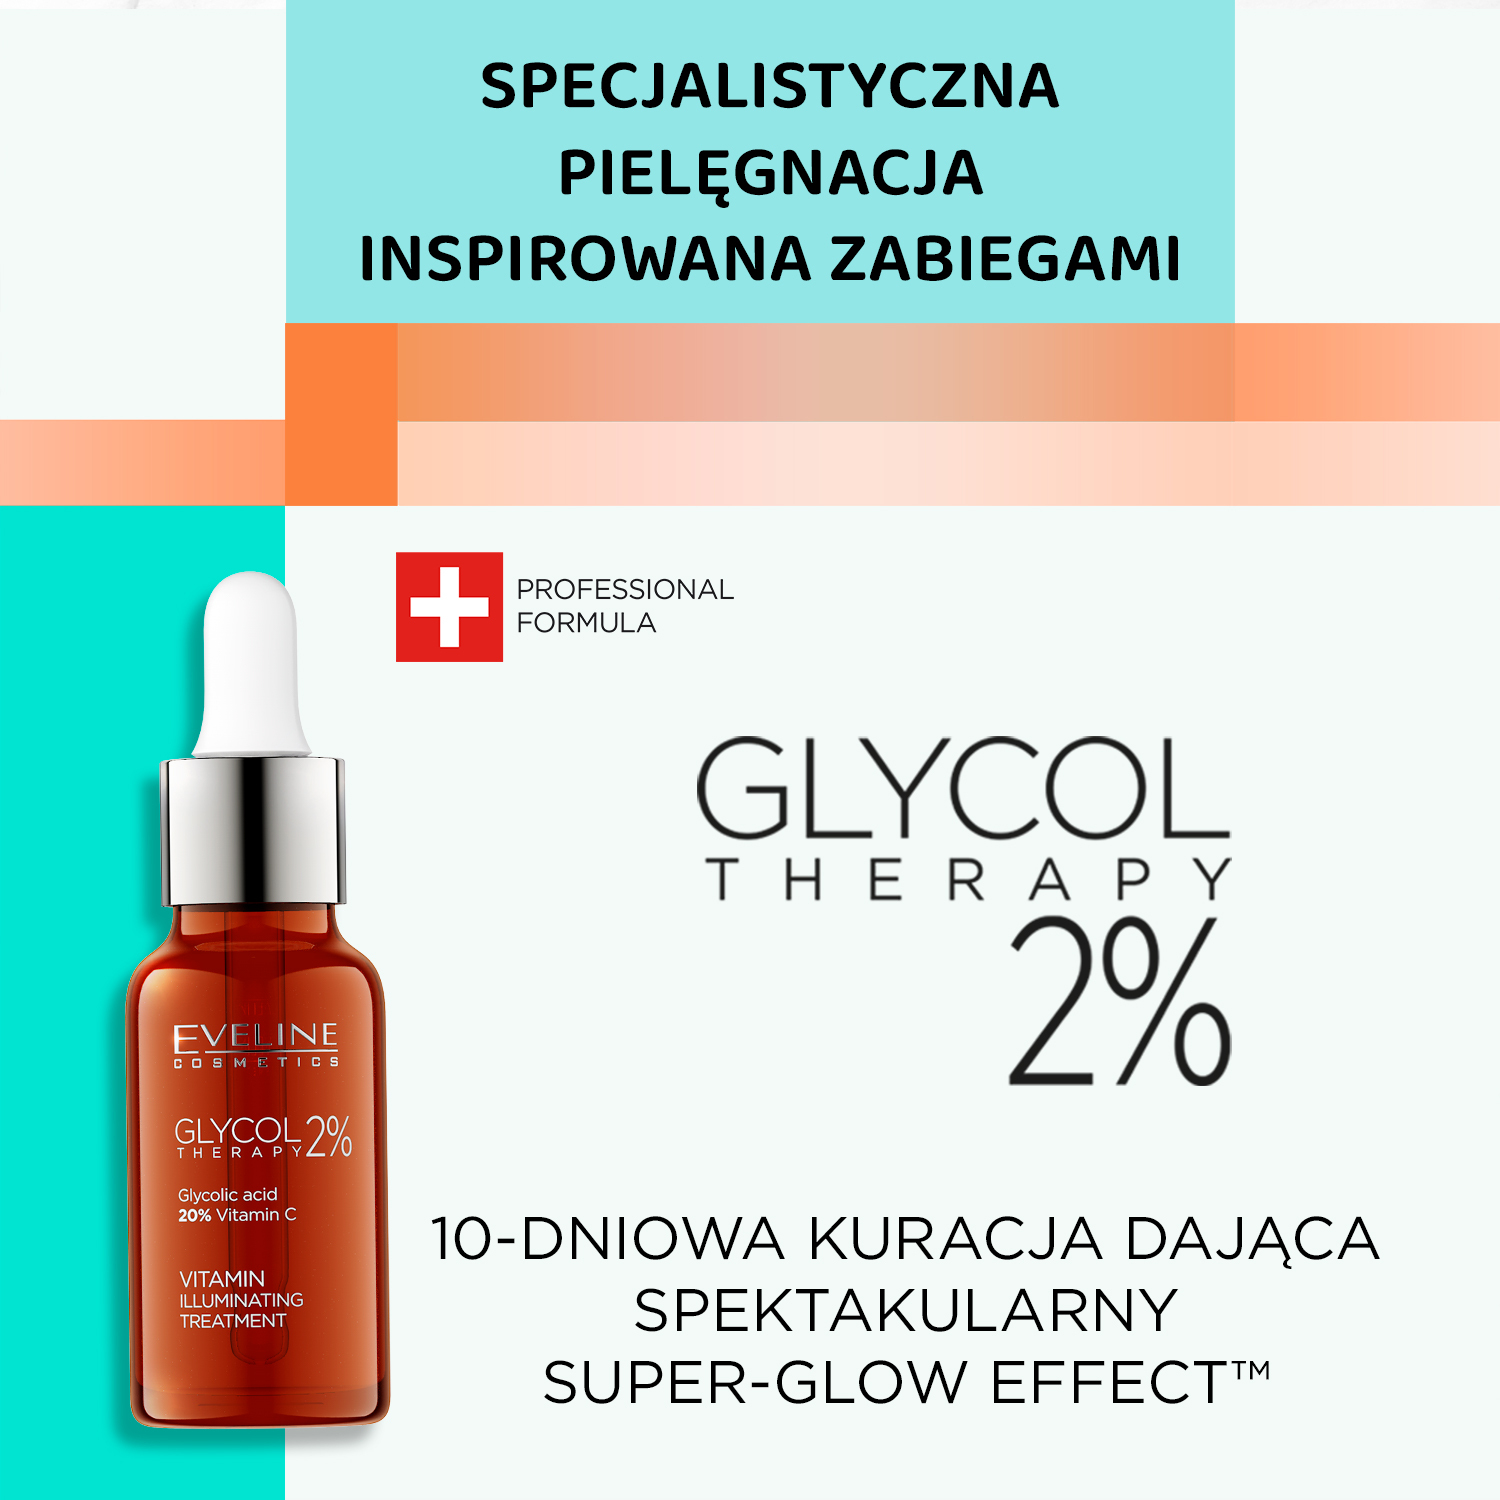 SPECJALISTYCZNA
PIELĘGNACJA
INSPIROWANA ZABIEGAMI
PROFESSIONAL
FORMULA
GLYCOL
THERAPY
2%
EVELINE
COSMETICS
GLYCOL 2%
THERAPY
Glycolic acid
20% Vitamin C
VITAMIN
ILLUMINATING
TREATMENT
10-DNIOWA KURACJA DAJĄCA
SPEKTAKULARNY
SUPER-GLOW EFFECT™